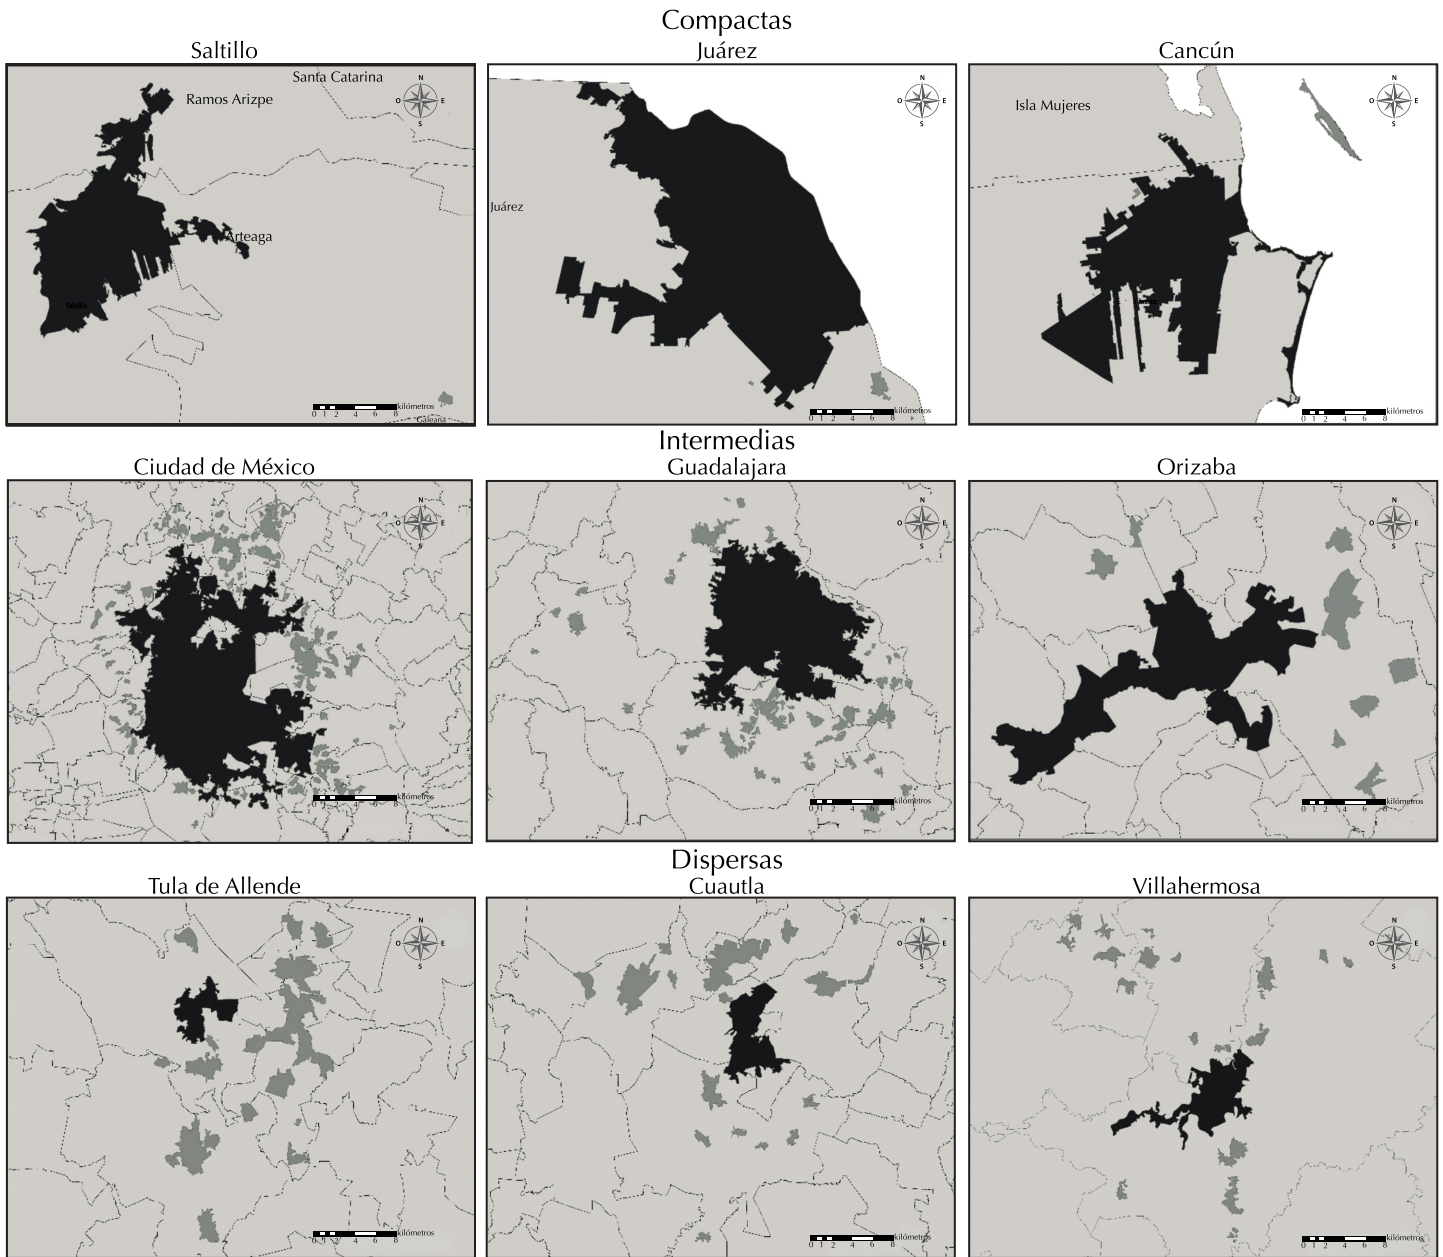 Compactas
Saltillo
Juárez
Cancún
Santa Catarina
Ramos Arizpe
N
O E
S
Arteaga
Saltillo
0 1 2 4 6 8 kilómetros
Galeana
N
O E
S
Juárez
0 1 2 4 6 8 kilómetros
Isla Mujeres
N
O E
S
0 1 2 4 6 8 kilómetros
Intermedias
Ciudad de México
Guadalajara
Orizaba
N
O E
S
0 1 2 4 6 8 kilómetros
N
O E
S
0 1 2 4 6 8 kilómetros
N
O E
S
0 1 2 4 6 8 kilómetros
Dispersas
Tula de Allende
Cuautla
Villahermosa
N
O E
S
0 1 2 4 6 8 kilómetros
N
O E
S
0 1 2 4 6 8 kilómetros
N
O E
S
0 1 2 4 6 8 kilómetros